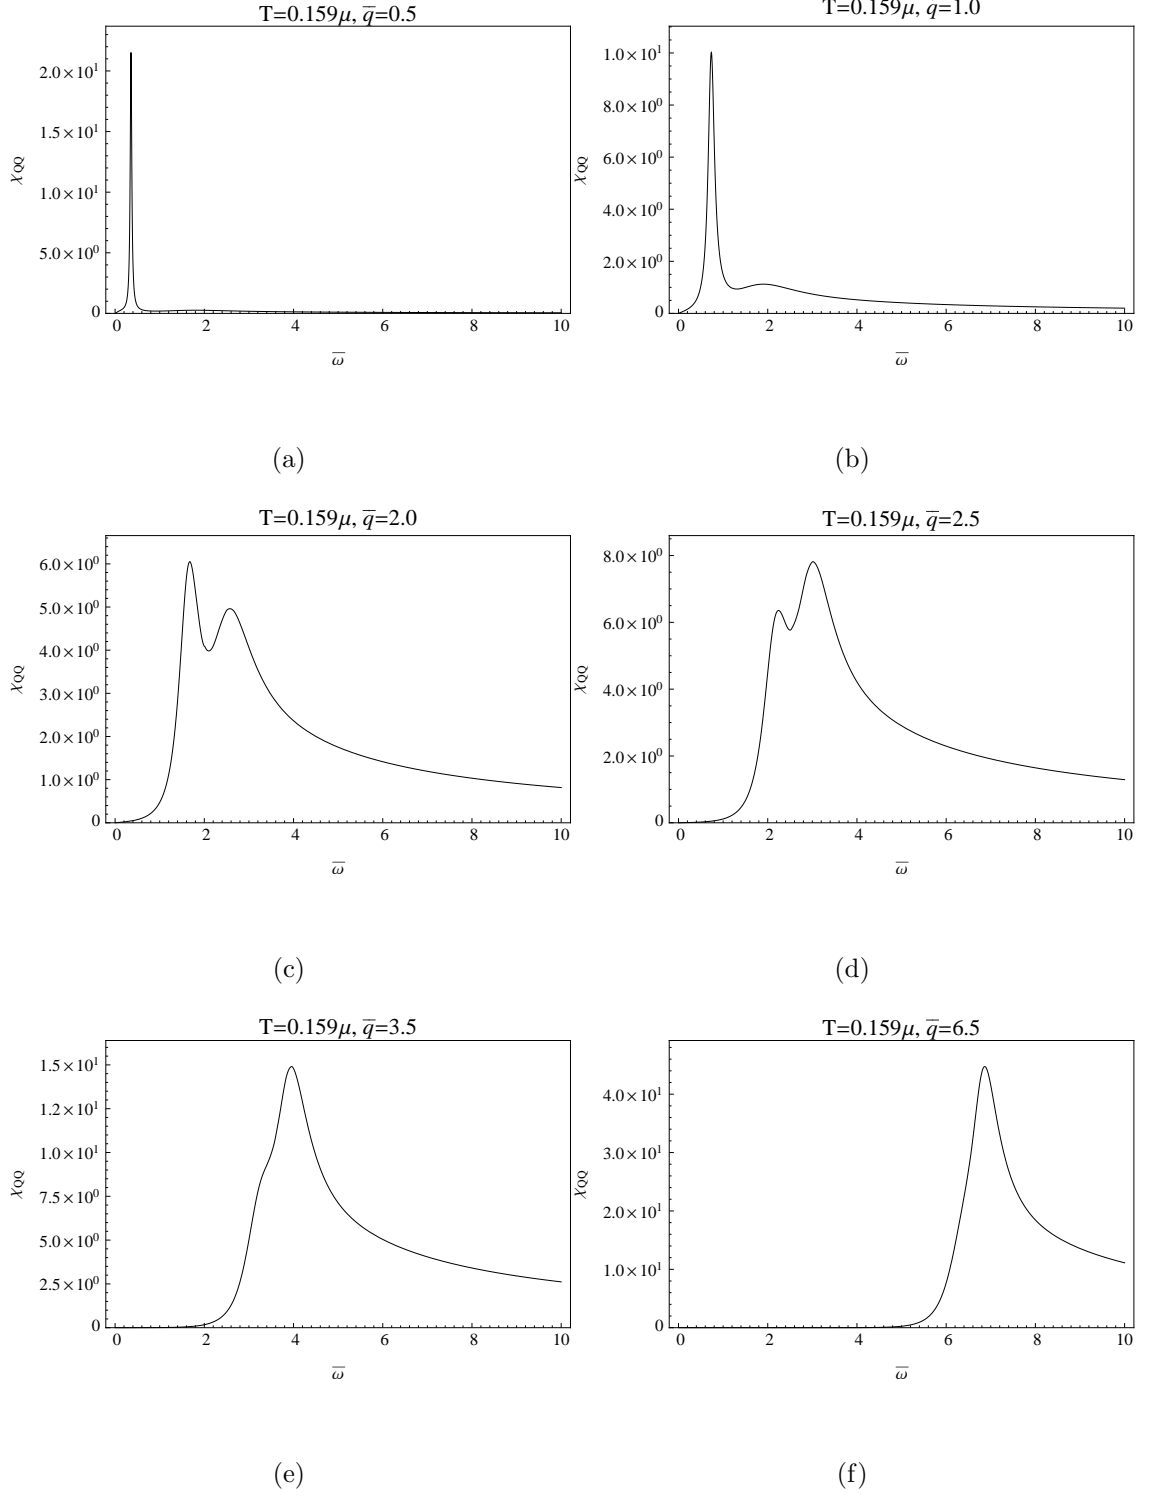 T=0.159μ, q̅=0.5
2.0×10¹
1.5×10¹
1.0×10¹
5.0×10⁰
0
χQQ
0 2 4 6 8 10
ω̅
(a)
T=0.159μ, q=1.0
1.0×10¹
8.0×10⁰
6.0×10⁰
4.0×10⁰
2.0×10⁰
0
χQQ
0 2 4 6 8 10
ω̅
(b)
T=0.159μ, q̅=2.0
6.0×10⁰
5.0×10⁰
4.0×10⁰
3.0×10⁰
2.0×10⁰
1.0×10⁰
0
χQQ
0 2 4 6 8 10
ω̅
(c)
T=0.159μ, q̅=2.5
8.0×10⁰
6.0×10⁰
4.0×10⁰
2.0×10⁰
0
χQQ
0 2 4 6 8 10
ω̅
(d)
T=0.159μ, q̅=3.5
1.5×10¹
1.2×10¹
1.0×10¹
7.5×10⁰
5.0×10⁰
2.5×10⁰
0
χQQ
0 2 4 6 8 10
ω̅
(e)
T=0.159μ, q̅=6.5
4.0×10¹
3.0×10¹
2.0×10¹
1.0×10¹
0
χQQ
0 2 4 6 8 10
ω̅
(f)